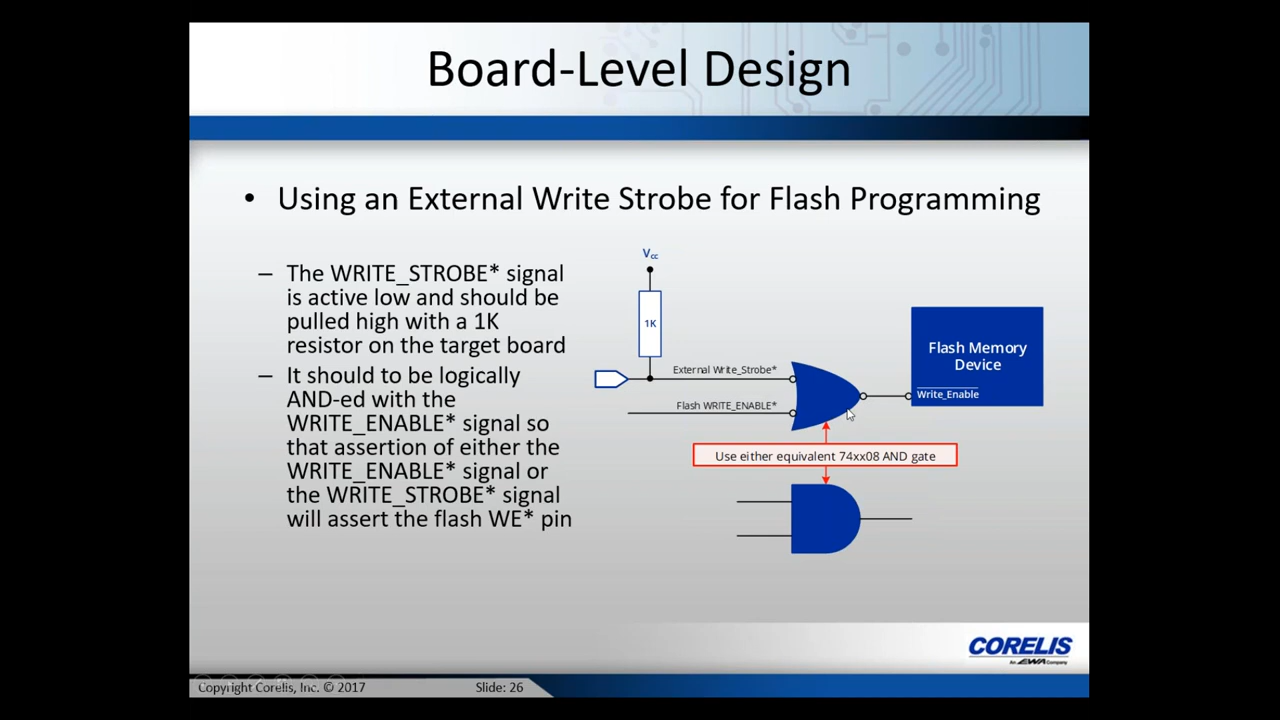 Board-Level Design
• Using an External Write Strobe for Flash Programming
– The WRITE_STROBE* signal
is active low and should be
pulled high with a 1K
resistor on the target board
– It should to be logically
AND-ed with the
WRITE_ENABLE* signal so
that assertion of either the
WRITE_ENABLE* signal or
the WRITE_STROBE* signal
will assert the flash WE* pin
Vcc
1K
External Write_Strobe*
Flash WRITE_ENABLE*
Flash Memory
Device
Write_Enable
Use either equivalent 74xx08 AND gate
CORELIS
An EWA Company
Copyright Corelis, Inc. © 2017
Slide: 26